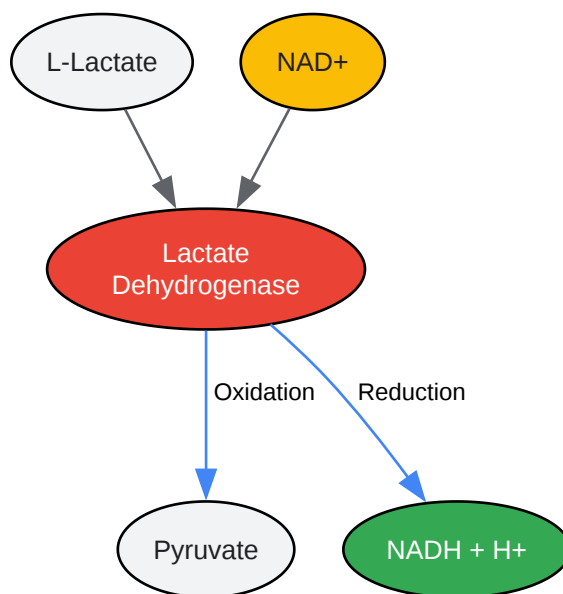 L-Lactate
NAD+
Lactate
Dehydrogenase
Oxidation
Reduction
Pyruvate
NADH + H+